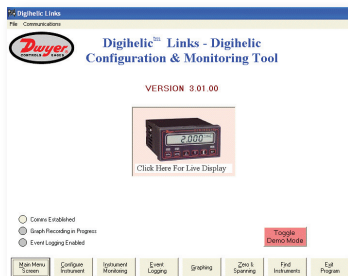 Digihelic Links
File Communications
Dwyer
CONTROLS GAGES
Digihelic™ Links - Digihelic
Configuration & Monitoring Tool
VERSION 3.01.00
2.000
Click Here For Live Display
Comms Established
Graph Recording in Progress
Event Logging Enabled
Toggle
Demo Mode
Main Menu
Screen
Configure
Instrument
Instrument
Monitoring
Event
Logging
Graphing
Zero &
Spanning
Find
Instruments
Exit
Program